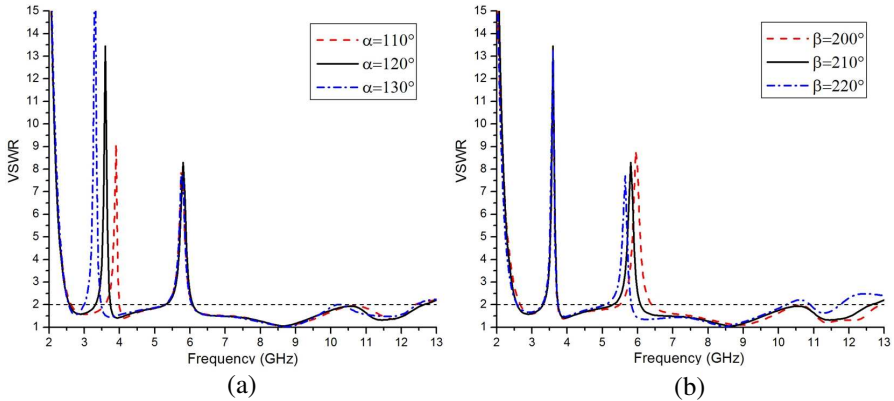 VSWR
15
14
13
12
11
10
9
8
7
6
5
4
3
2
1
α=110°
α=120°
α=130°
2 3 4 5 6 7 8 9 10 11 12 13
Frequency (GHz)
(a)
VSWR
15
14
13
12
11
10
9
8
7
6
5
4
3
2
1
β=200°
β=210°
β=220°
2 3 4 5 6 7 8 9 10 11 12 13
Frequency (GHz)
(b)